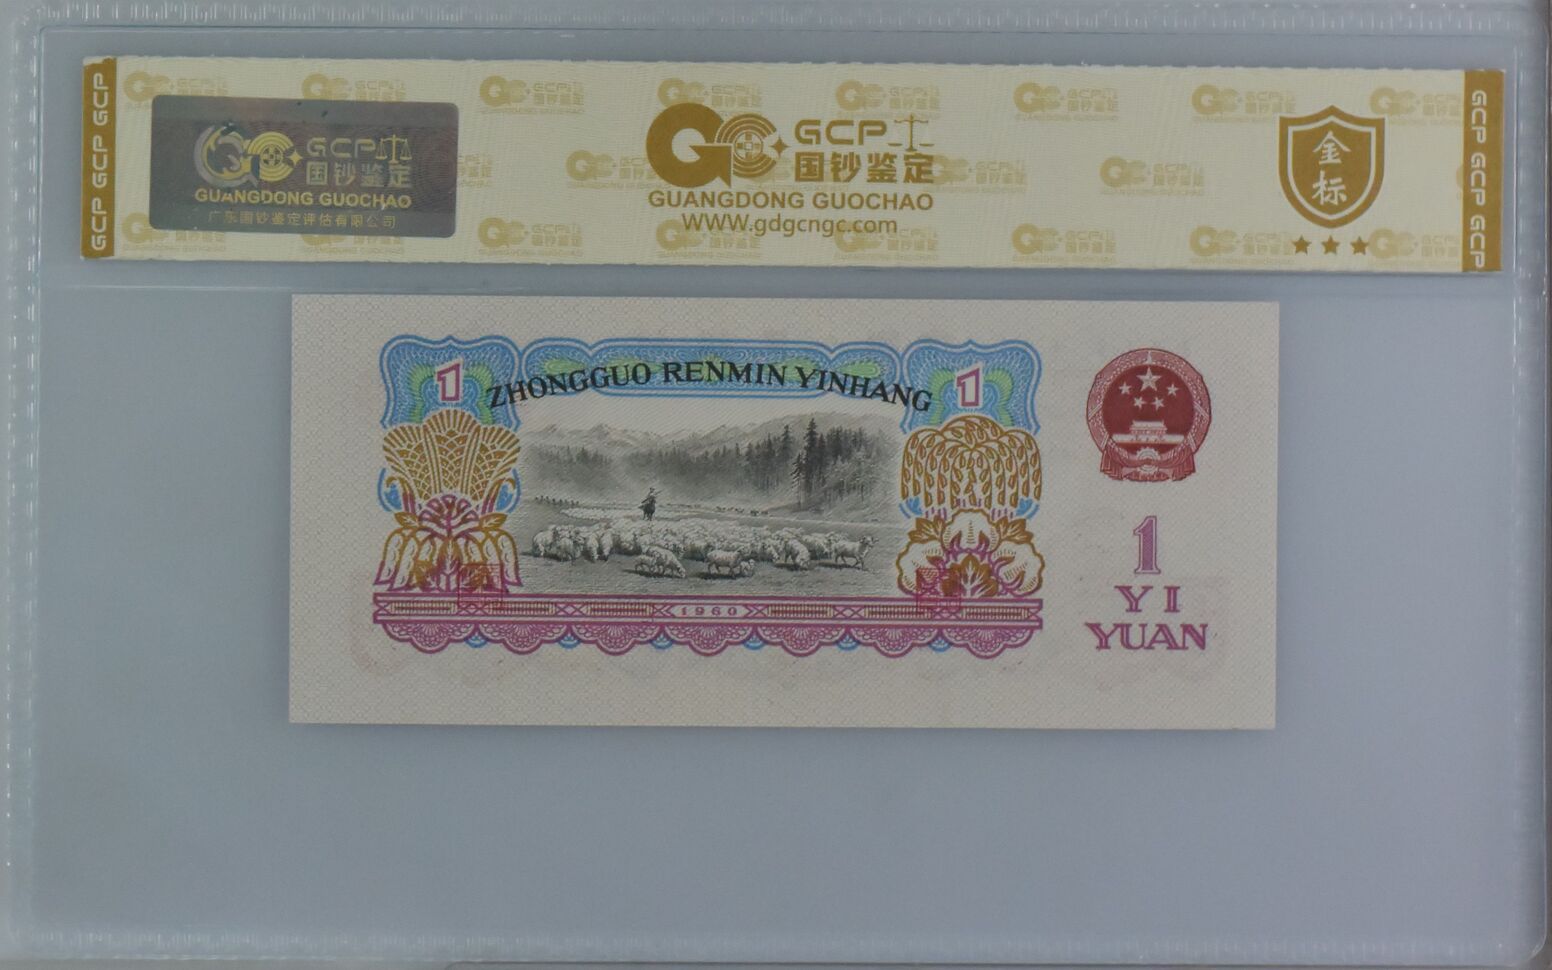 GCP GCP GCP
GCP
国钞鉴定
GUANGDONG GUOCHAO
广东国钞鉴定评估有限公司
GCP
国钞鉴定
GUANGDONG GUOCHAO
WWW.gdgcngc.com
金标
GCP GCP GCP
ZHONGGUO RENMIN YINHANG
1
1
1960
1
YI
YUAN